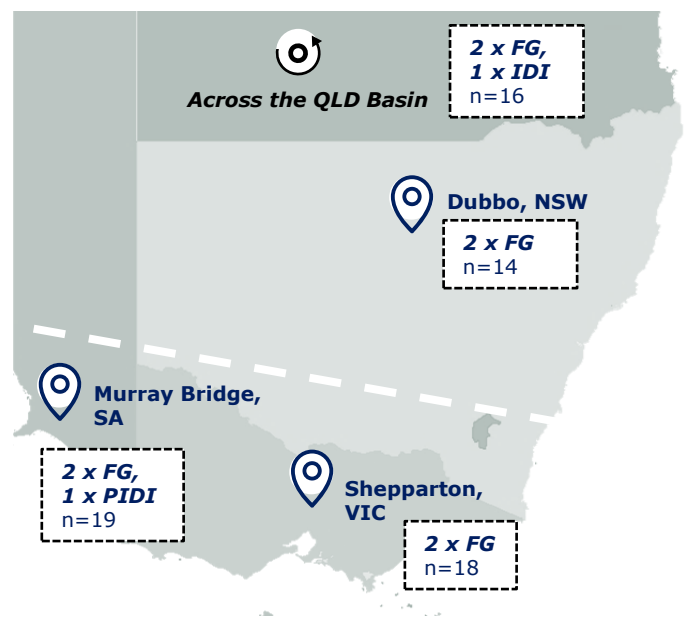 2 x FG,
1 x IDI
n=16
Across the QLD Basin
Dubbo, NSW
2 x FG
n=14
Murray Bridge,
SA
2 x FG,
1 x PIDI
n=19
Shepparton,
VIC
2 x FG
n=18